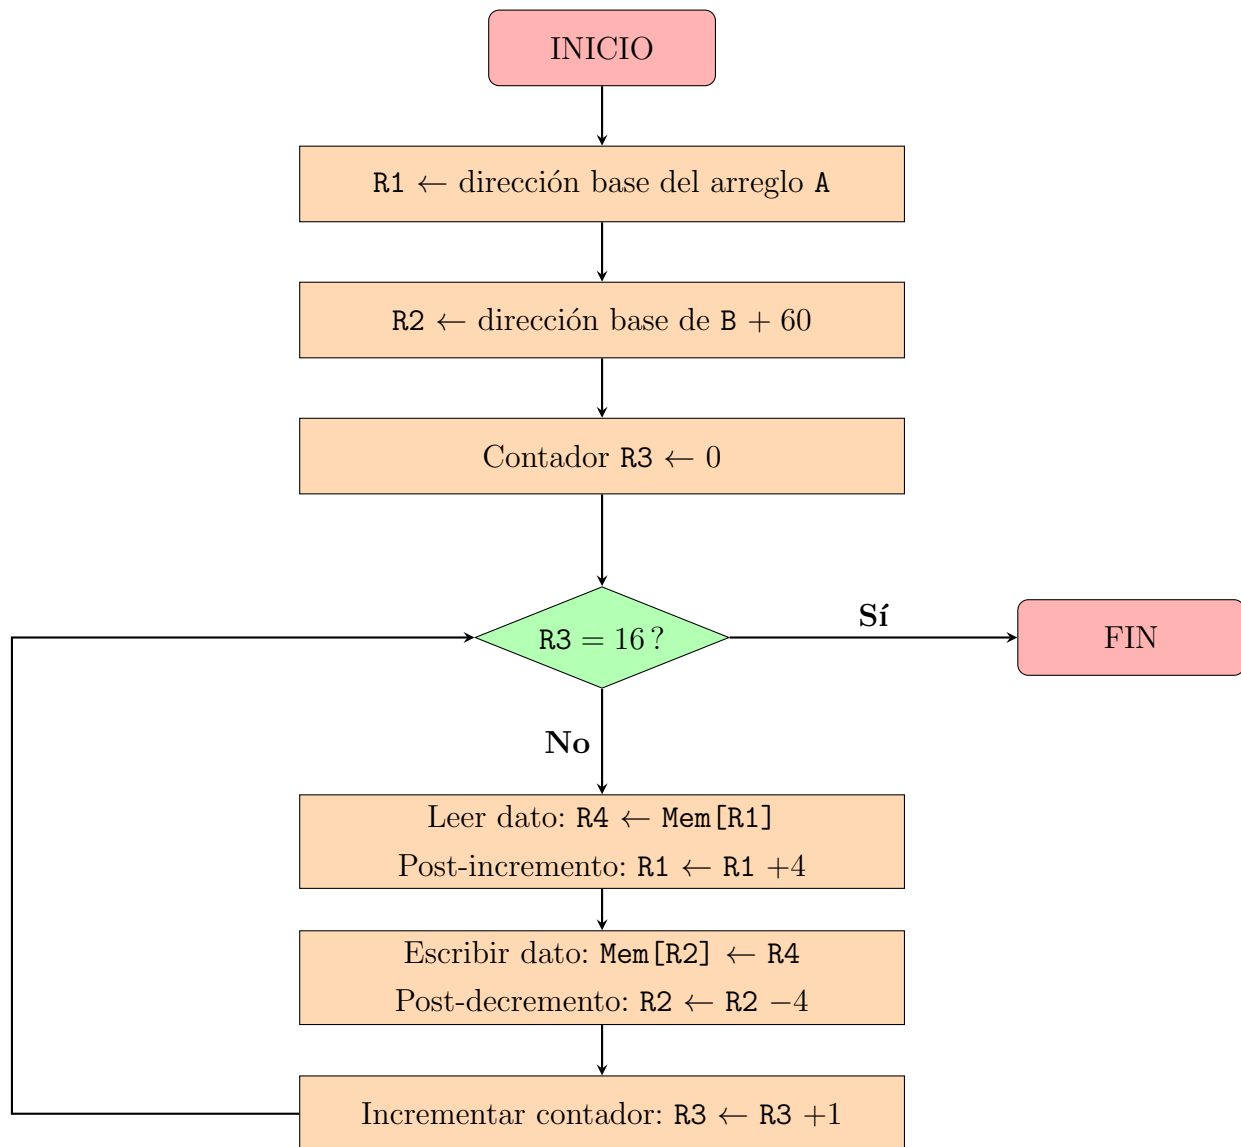 INICIO
R1 ← dirección base del arreglo A
R2 ← dirección base de B + 60
Contador R3 ← 0
R3 = 16 ?
Sí
FIN
No
Leer dato: R4 ← Mem[R1]
Post-incremento: R1 ← R1 +4
Escribir dato: Mem[R2] ← R4
Post-decremento: R2 ← R2 −4
Incrementar contador: R3 ← R3 +1